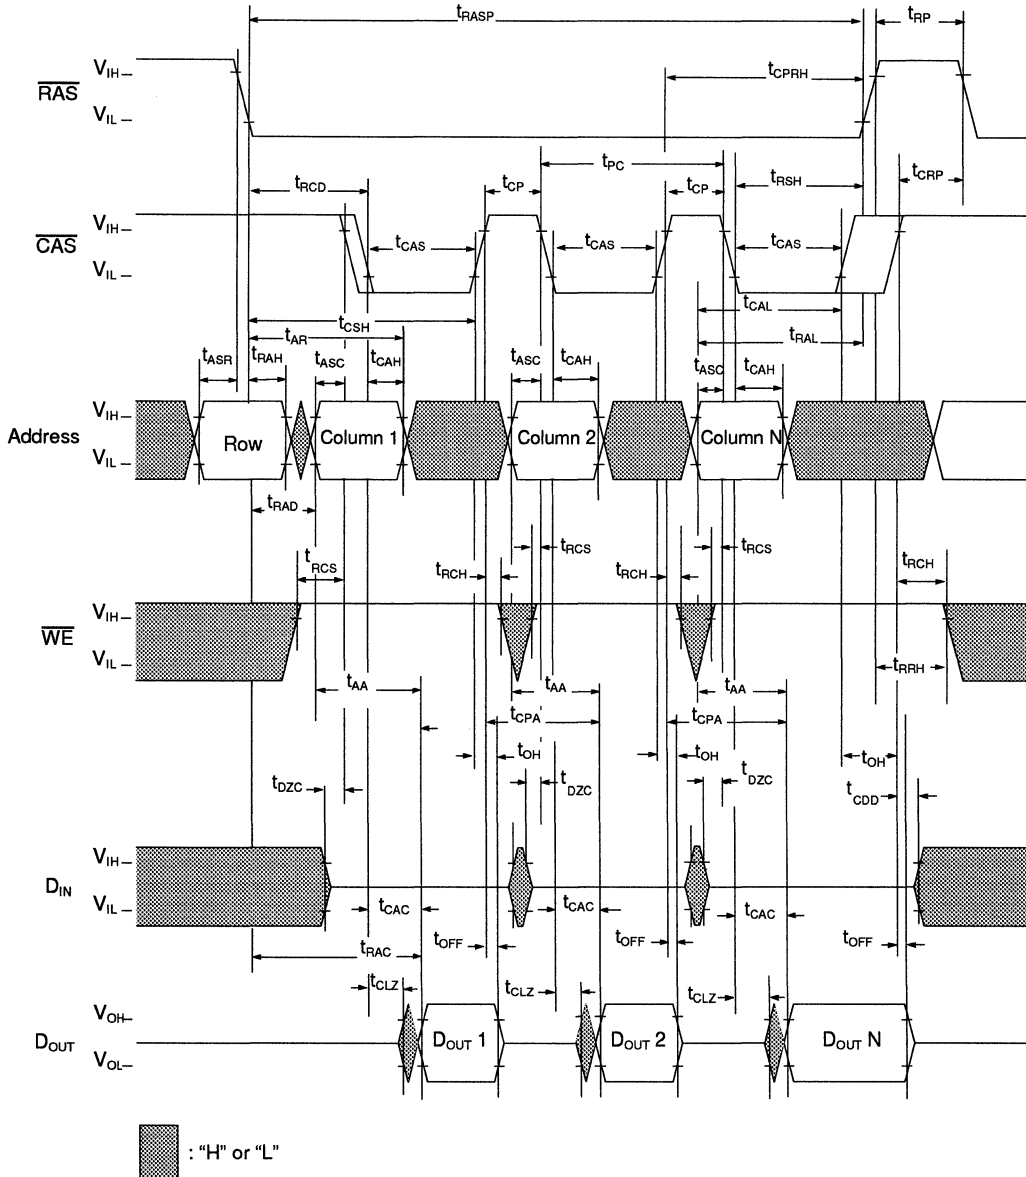 tRASP
tRP
VIH
RAS
tCPRH
VIL
tPC
tRCD
tCP
tCP
tRSH
tCRP
VIH
CAS
tCAS
tCAS
tCAS
VIL
tCAL
tCSH
tAR
tRAL
tASR
tRAH
tASC
tCAH
tASC
tCAH
tASC
tCAH
VIH
Address
Row
Column 1
Column 2
Column N
VIL
tRAD
tRCS
tRCS
tRCS
tRCH
tRCH
tRCH
VIH
WE
VIL
tRRH
tAA
tAA
tAA
tCPA
tCPA
tOH
tOH
tOH
tDZC
tDZC
tDZC
tCDD
VIH
DIN
VIL
tCAC
tCAC
tCAC
tOFF
tOFF
tOFF
tRAC
tCLZ
tCLZ
tCLZ
VOH
DOUT
DOUT 1
DOUT 2
DOUT N
VOL
: “H” or “L”